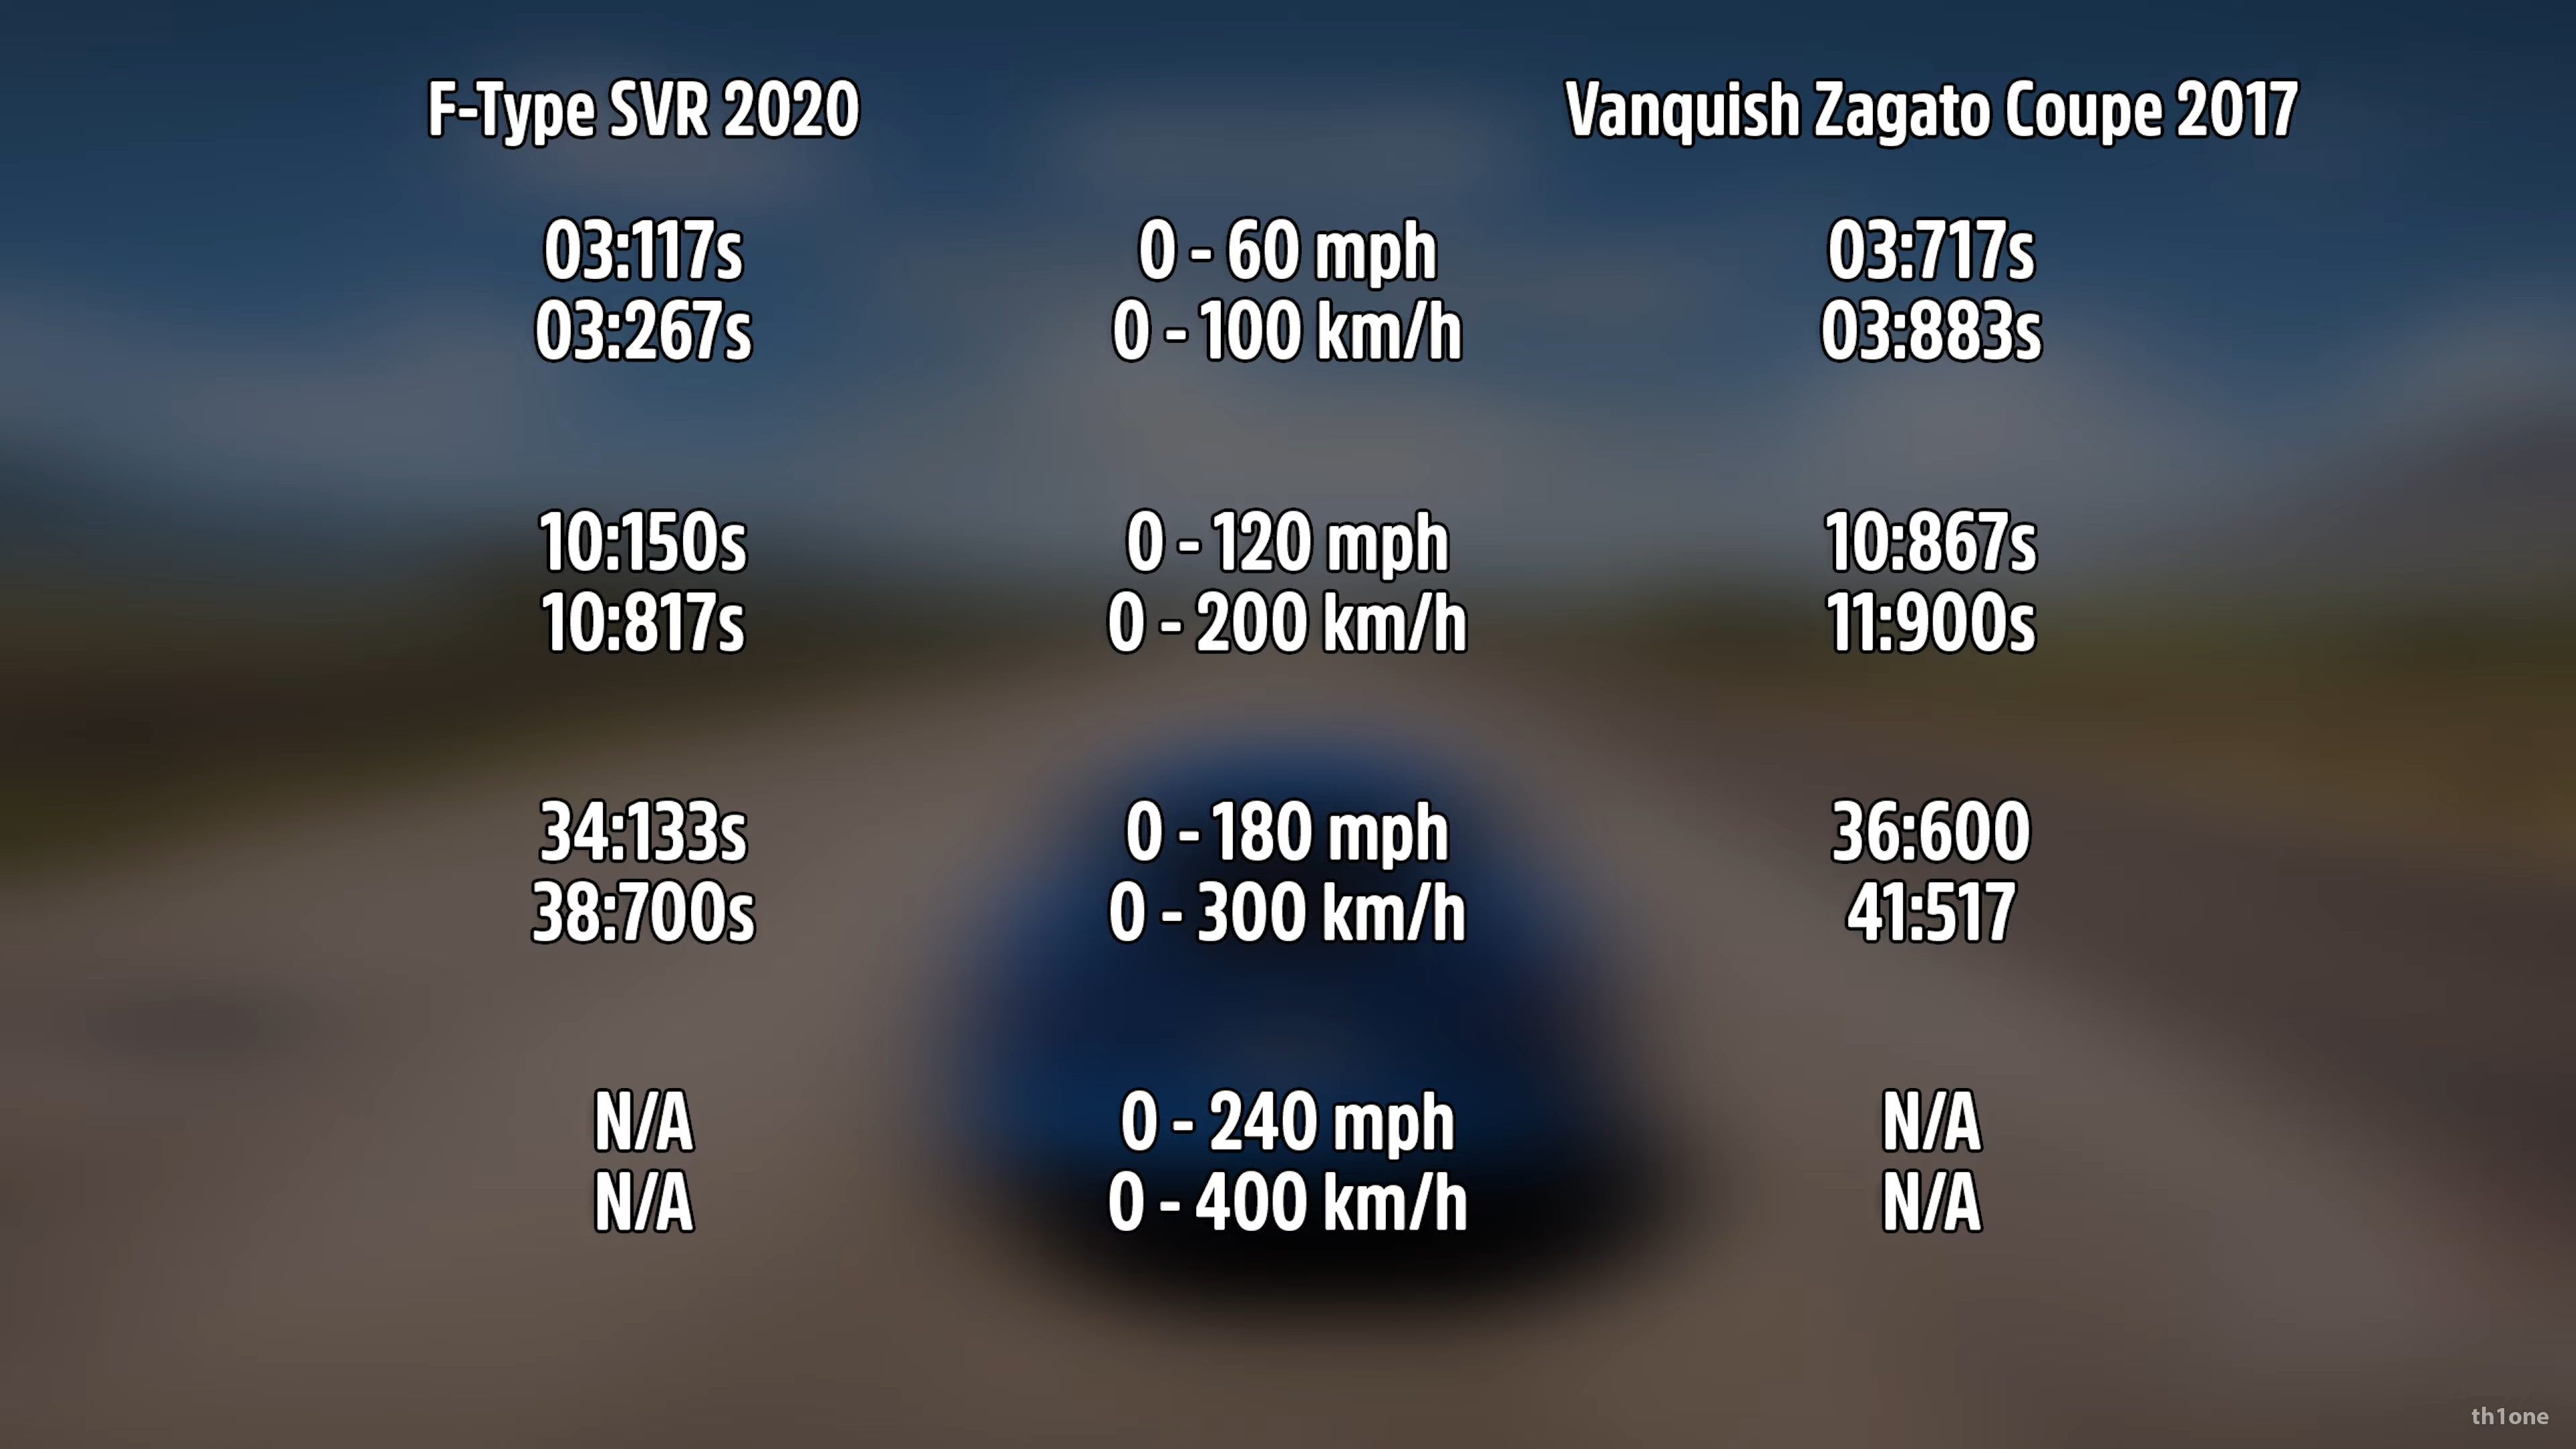 F-Type SVR 2020 Vanquish Zagato Coupe 2017
03:117s 0 - 60 mph 03:717s
03:267s 0 - 100 km/h 03:883s
10:150s 0 - 120 mph 10:867s
10:817s 0 - 200 km/h 11:900s
34:133s 0 - 180 mph 36:600
38:700s 0 - 300 km/h 41:517
N/A 0 - 240 mph N/A
N/A 0 - 400 km/h N/A
th1one